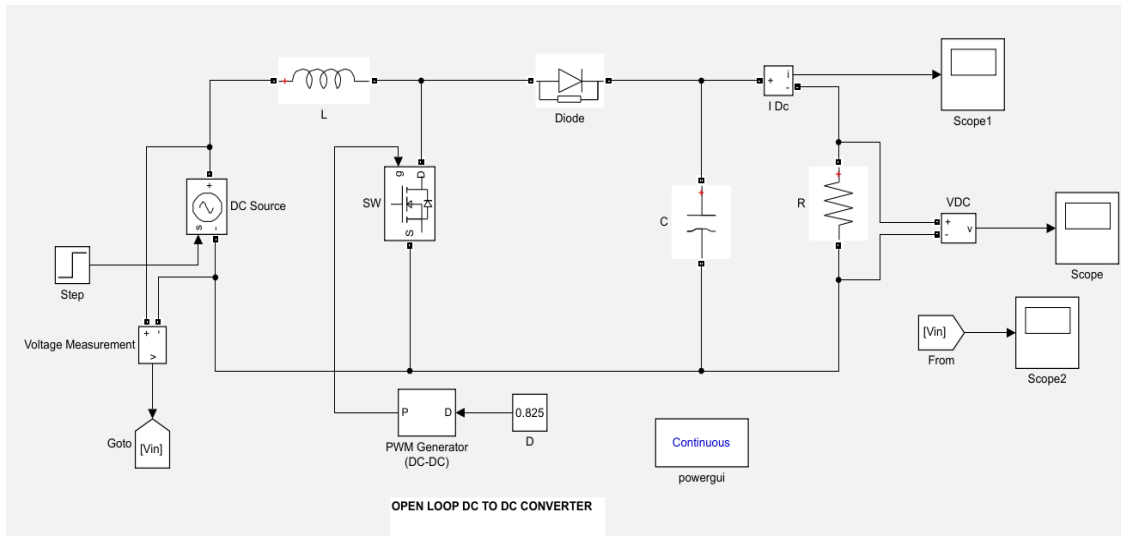 L
Diode
+
i
-
I Dc
Scope1
+
DC Source
s
-
g
D
SW
S
C
R
VDC
+
-
v
Scope
Step
+
-
Voltage Measurement
v
[Vin]
From
Scope2
Goto
[Vin]
P
D
0.825
D
PWM Generator
(DC-DC)
Continuous
powergui
OPEN LOOP DC TO DC CONVERTER